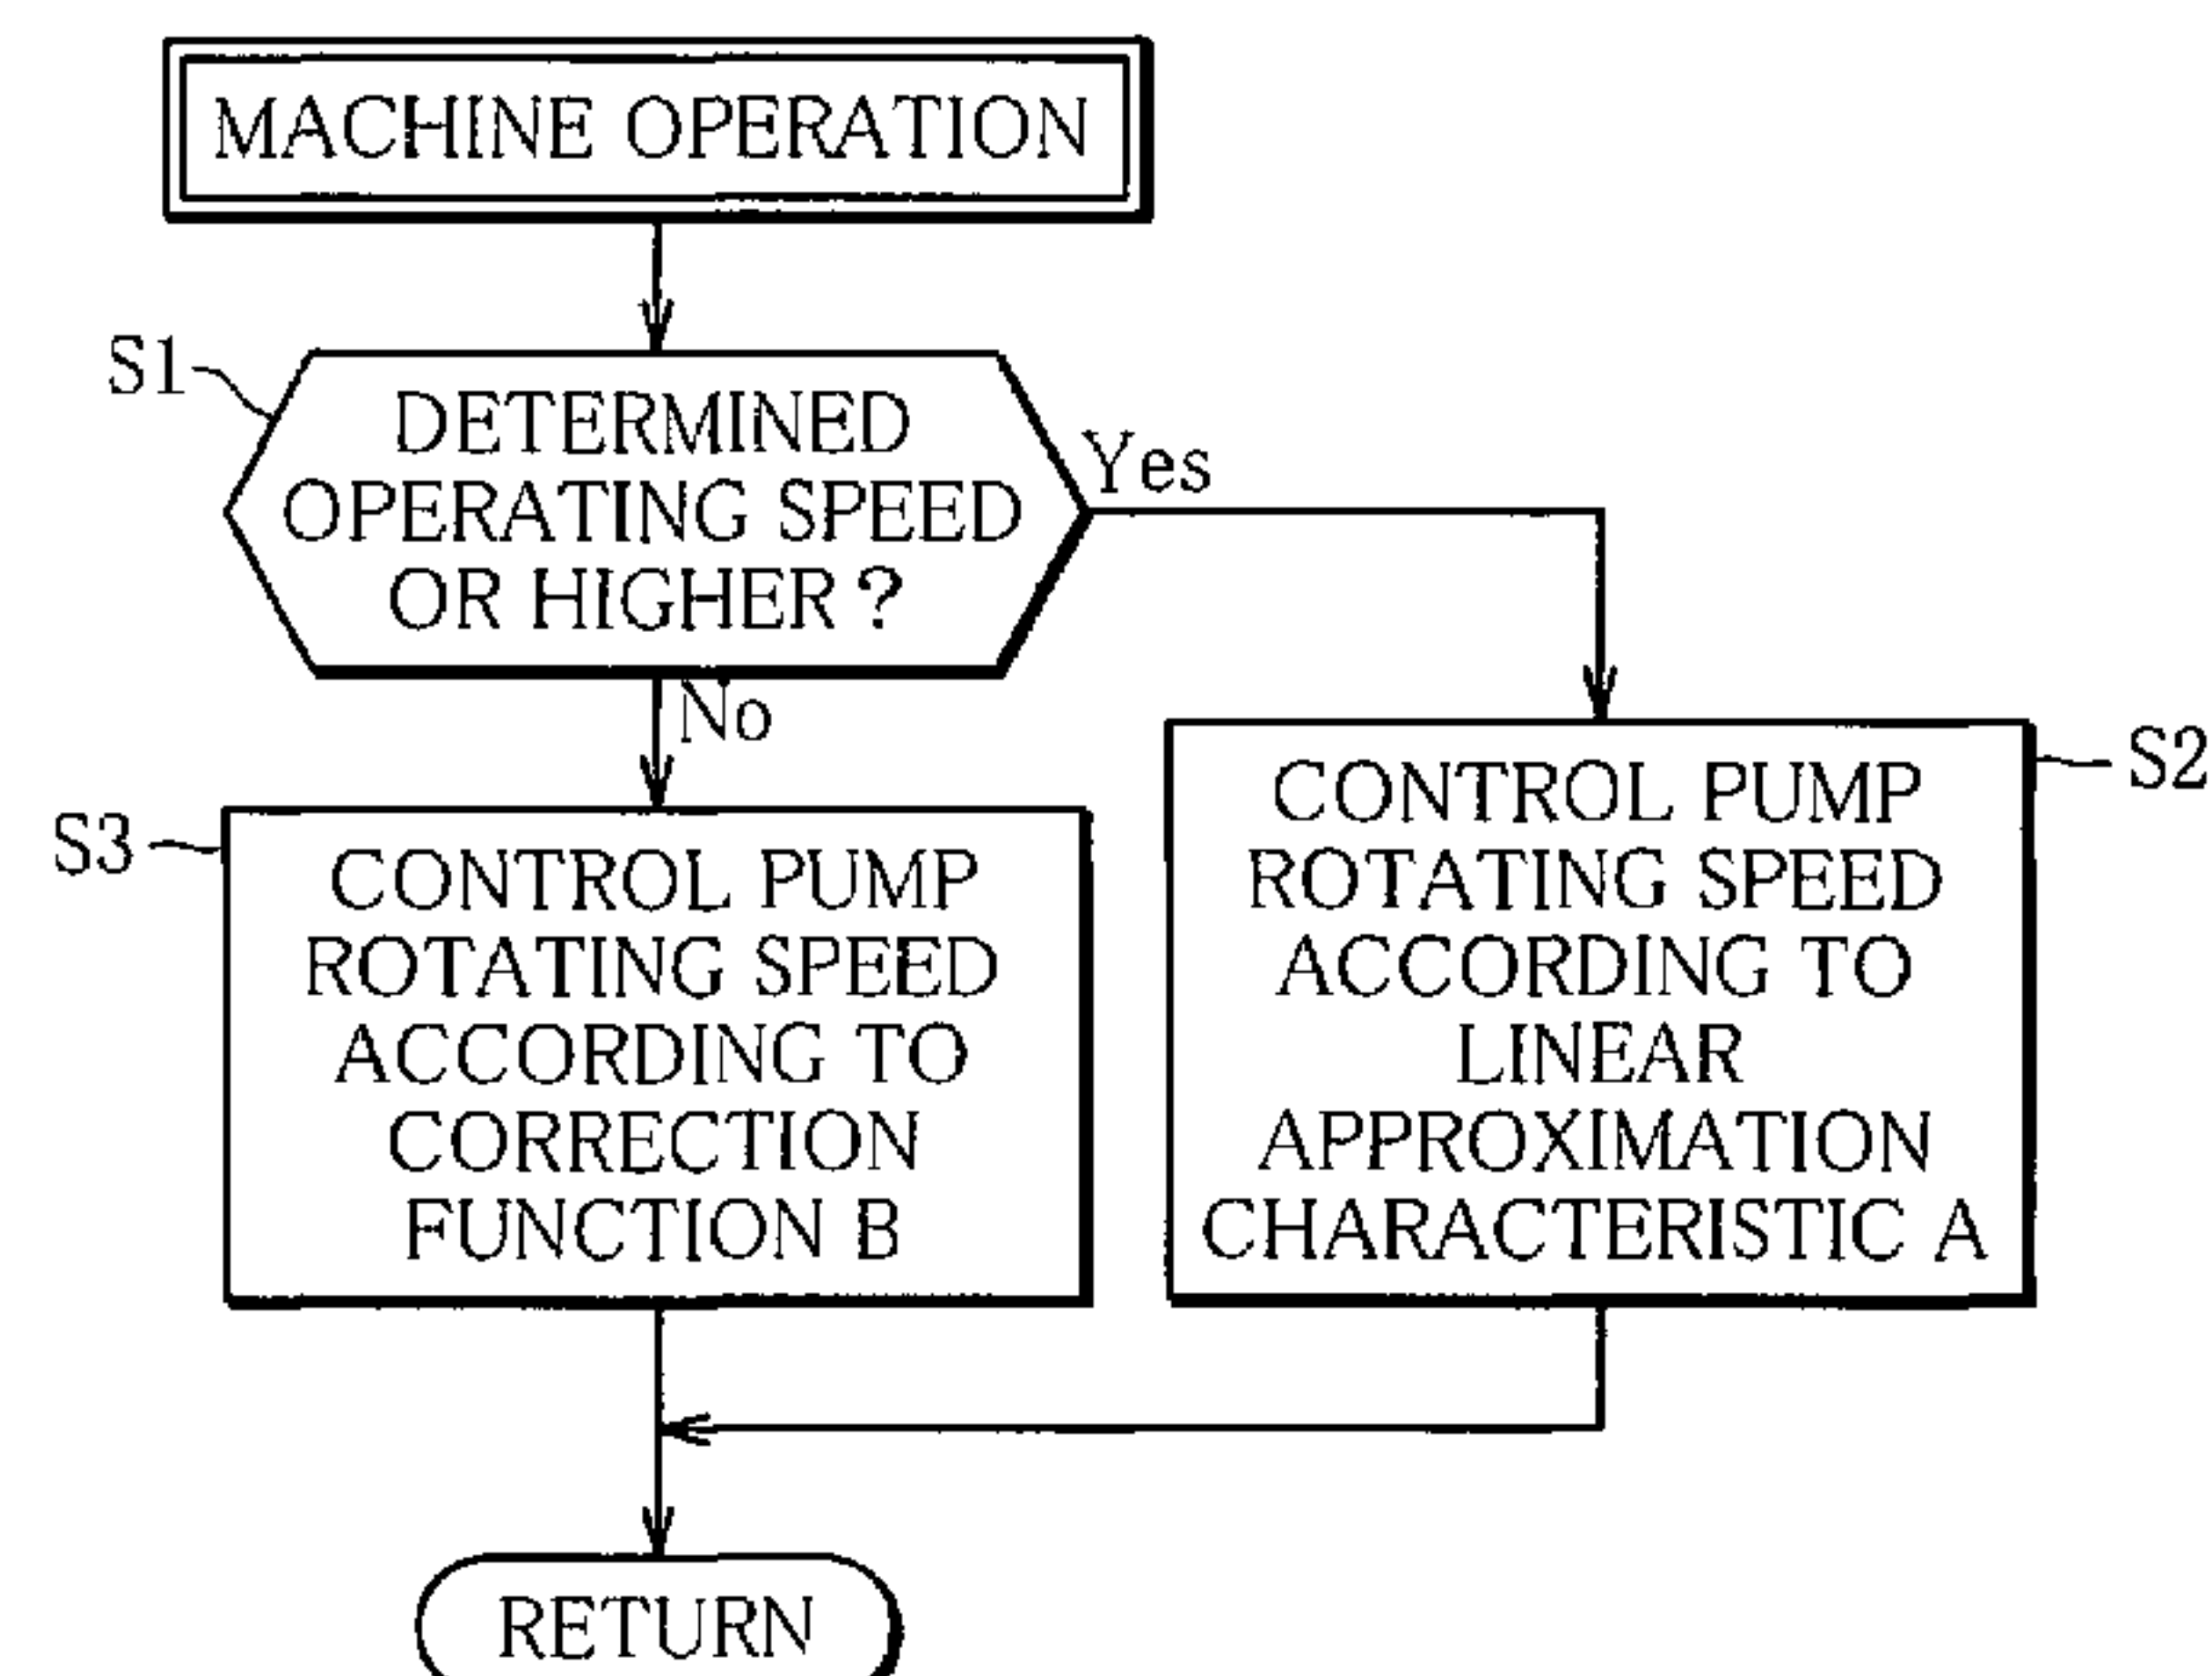 MACHINE OPERATION
S1
DETERMINED
OPERATING SPEED
OR HIGHER ?
Yes
No
S3
CONTROL PUMP
ROTATING SPEED
ACCORDING TO
CORRECTION
FUNCTION B
S2
CONTROL PUMP
ROTATING SPEED
ACCORDING TO
LINEAR
APPROXIMATION
CHARACTERISTIC A
RETURN